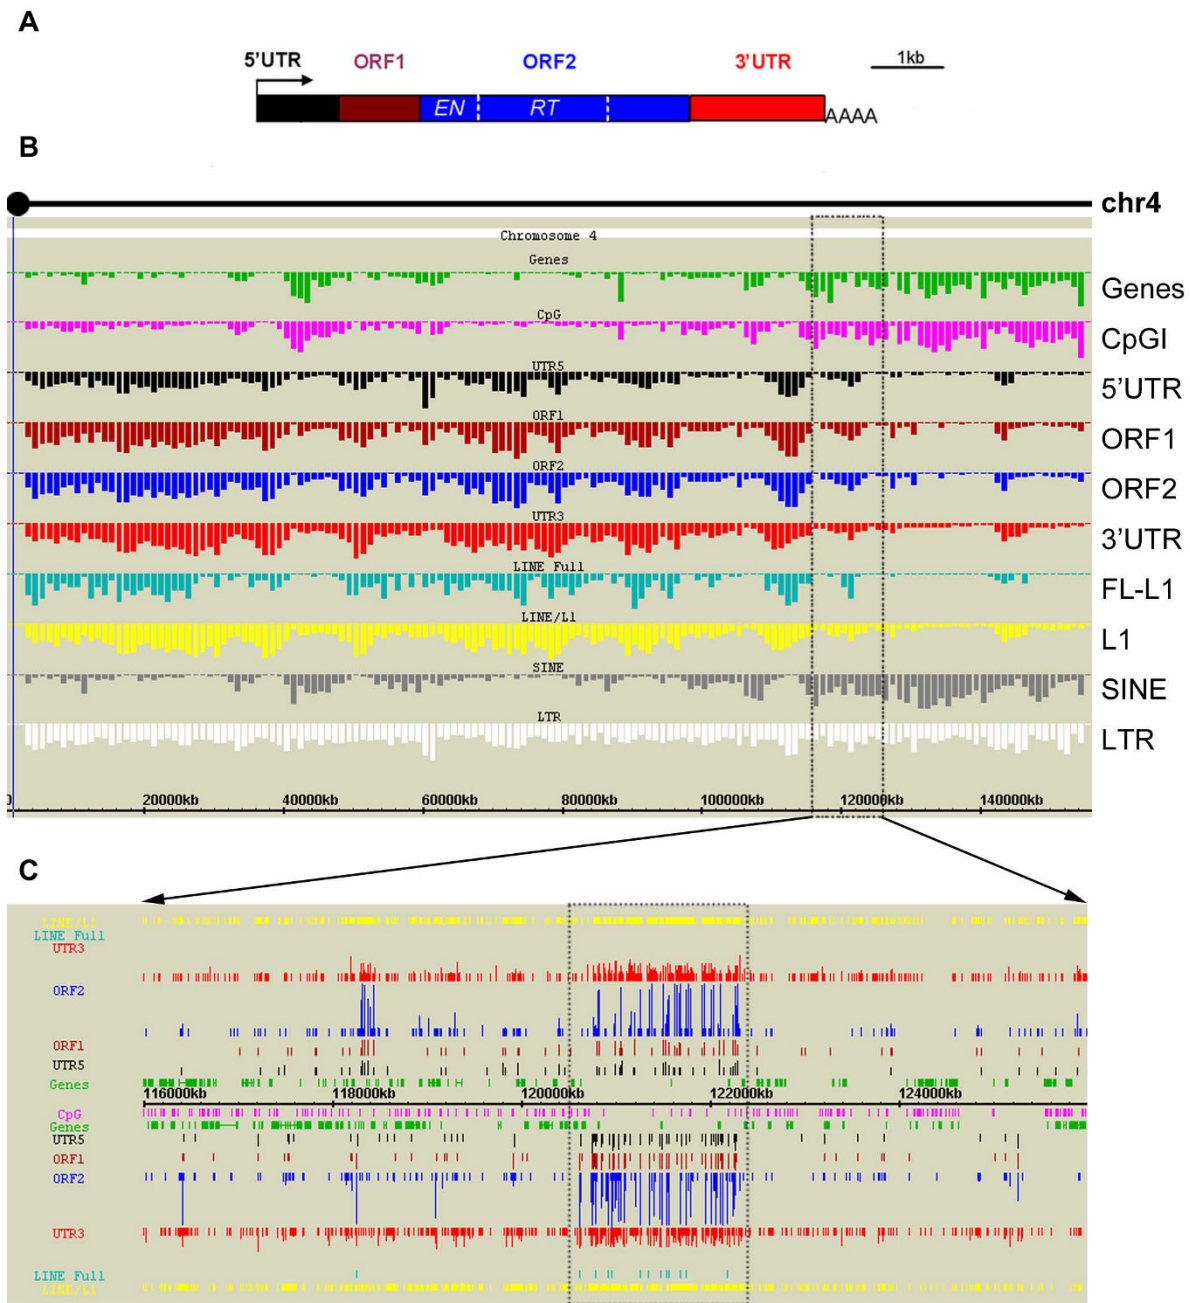 A
5'UTR ORF1 ORF2 3'UTR 1kb
EN RT
AAAA
B
chr4
Chromosome 4
Genes
Genes
CpG
CpGI
UTR5
5'UTR
ORF1
ORF1
ORF2
ORF2
UTR3
3'UTR
LINE Full
FL-L1
LINE/L1
L1
SINE
SINE
LTR
LTR
0 20000kb 40000kb 60000kb 80000kb 100000kb 120000kb 140000kb
C
LINE/L1
LINE Full
UTR3
ORF2
ORF1
UTR5
Genes
116000kb 118000kb 120000kb 122000kb 124000kb
CpG
Genes
UTR5
ORF1
ORF2
UTR3
LINE Full
LINE/L1